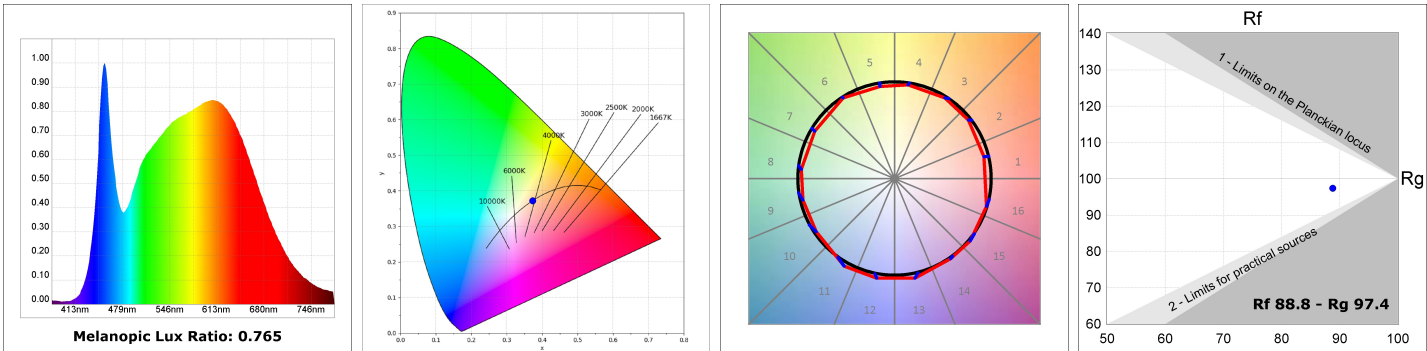 1.00
0.90
0.80
0.70
0.60
0.50
0.40
0.30
0.20
0.10
0.00
413nm 479nm 546nm 613nm 680nm 746nm
Melanopic Lux Ratio: 0.765
0.9
0.8
0.7
0.6
0.5
0.4
0.3
0.2
0.1
0.0
y
0.0 0.1 0.2 0.3 0.4 0.5 0.6 0.7 0.8
x
2500K
2000K
3000K
1667K
4000K
6000K
10000K
5 4
6 3
7 2
8 1
9 16
10 15
11 14
12 13
Rf
140
130
120
110
100
90
80
70
60
50 60 70 80 90 100
Rg
1 - Limits on the Planckian locus
2 - Limits for practical sources
Rf 88.8 - Rg 97.4